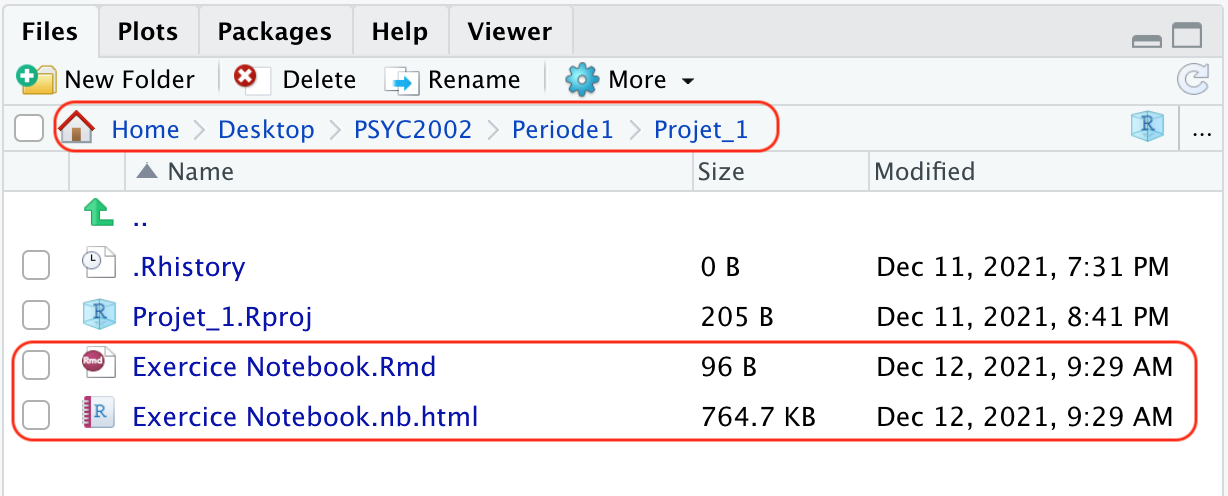 Files Plots Packages Help Viewer
New Folder Delete Rename More
Home Desktop PSYC2002 Periode1 Projet_1 R ...
Name Size Modified
..
.Rhistory 0 B Dec 11, 2021, 7:31 PM
R Projet_1.Rproj 205 B Dec 11, 2021, 8:41 PM
Rmd Exercice Notebook.Rmd 96 B Dec 12, 2021, 9:29 AM
R Exercice Notebook.nb.html 764.7 KB Dec 12, 2021, 9:29 AM